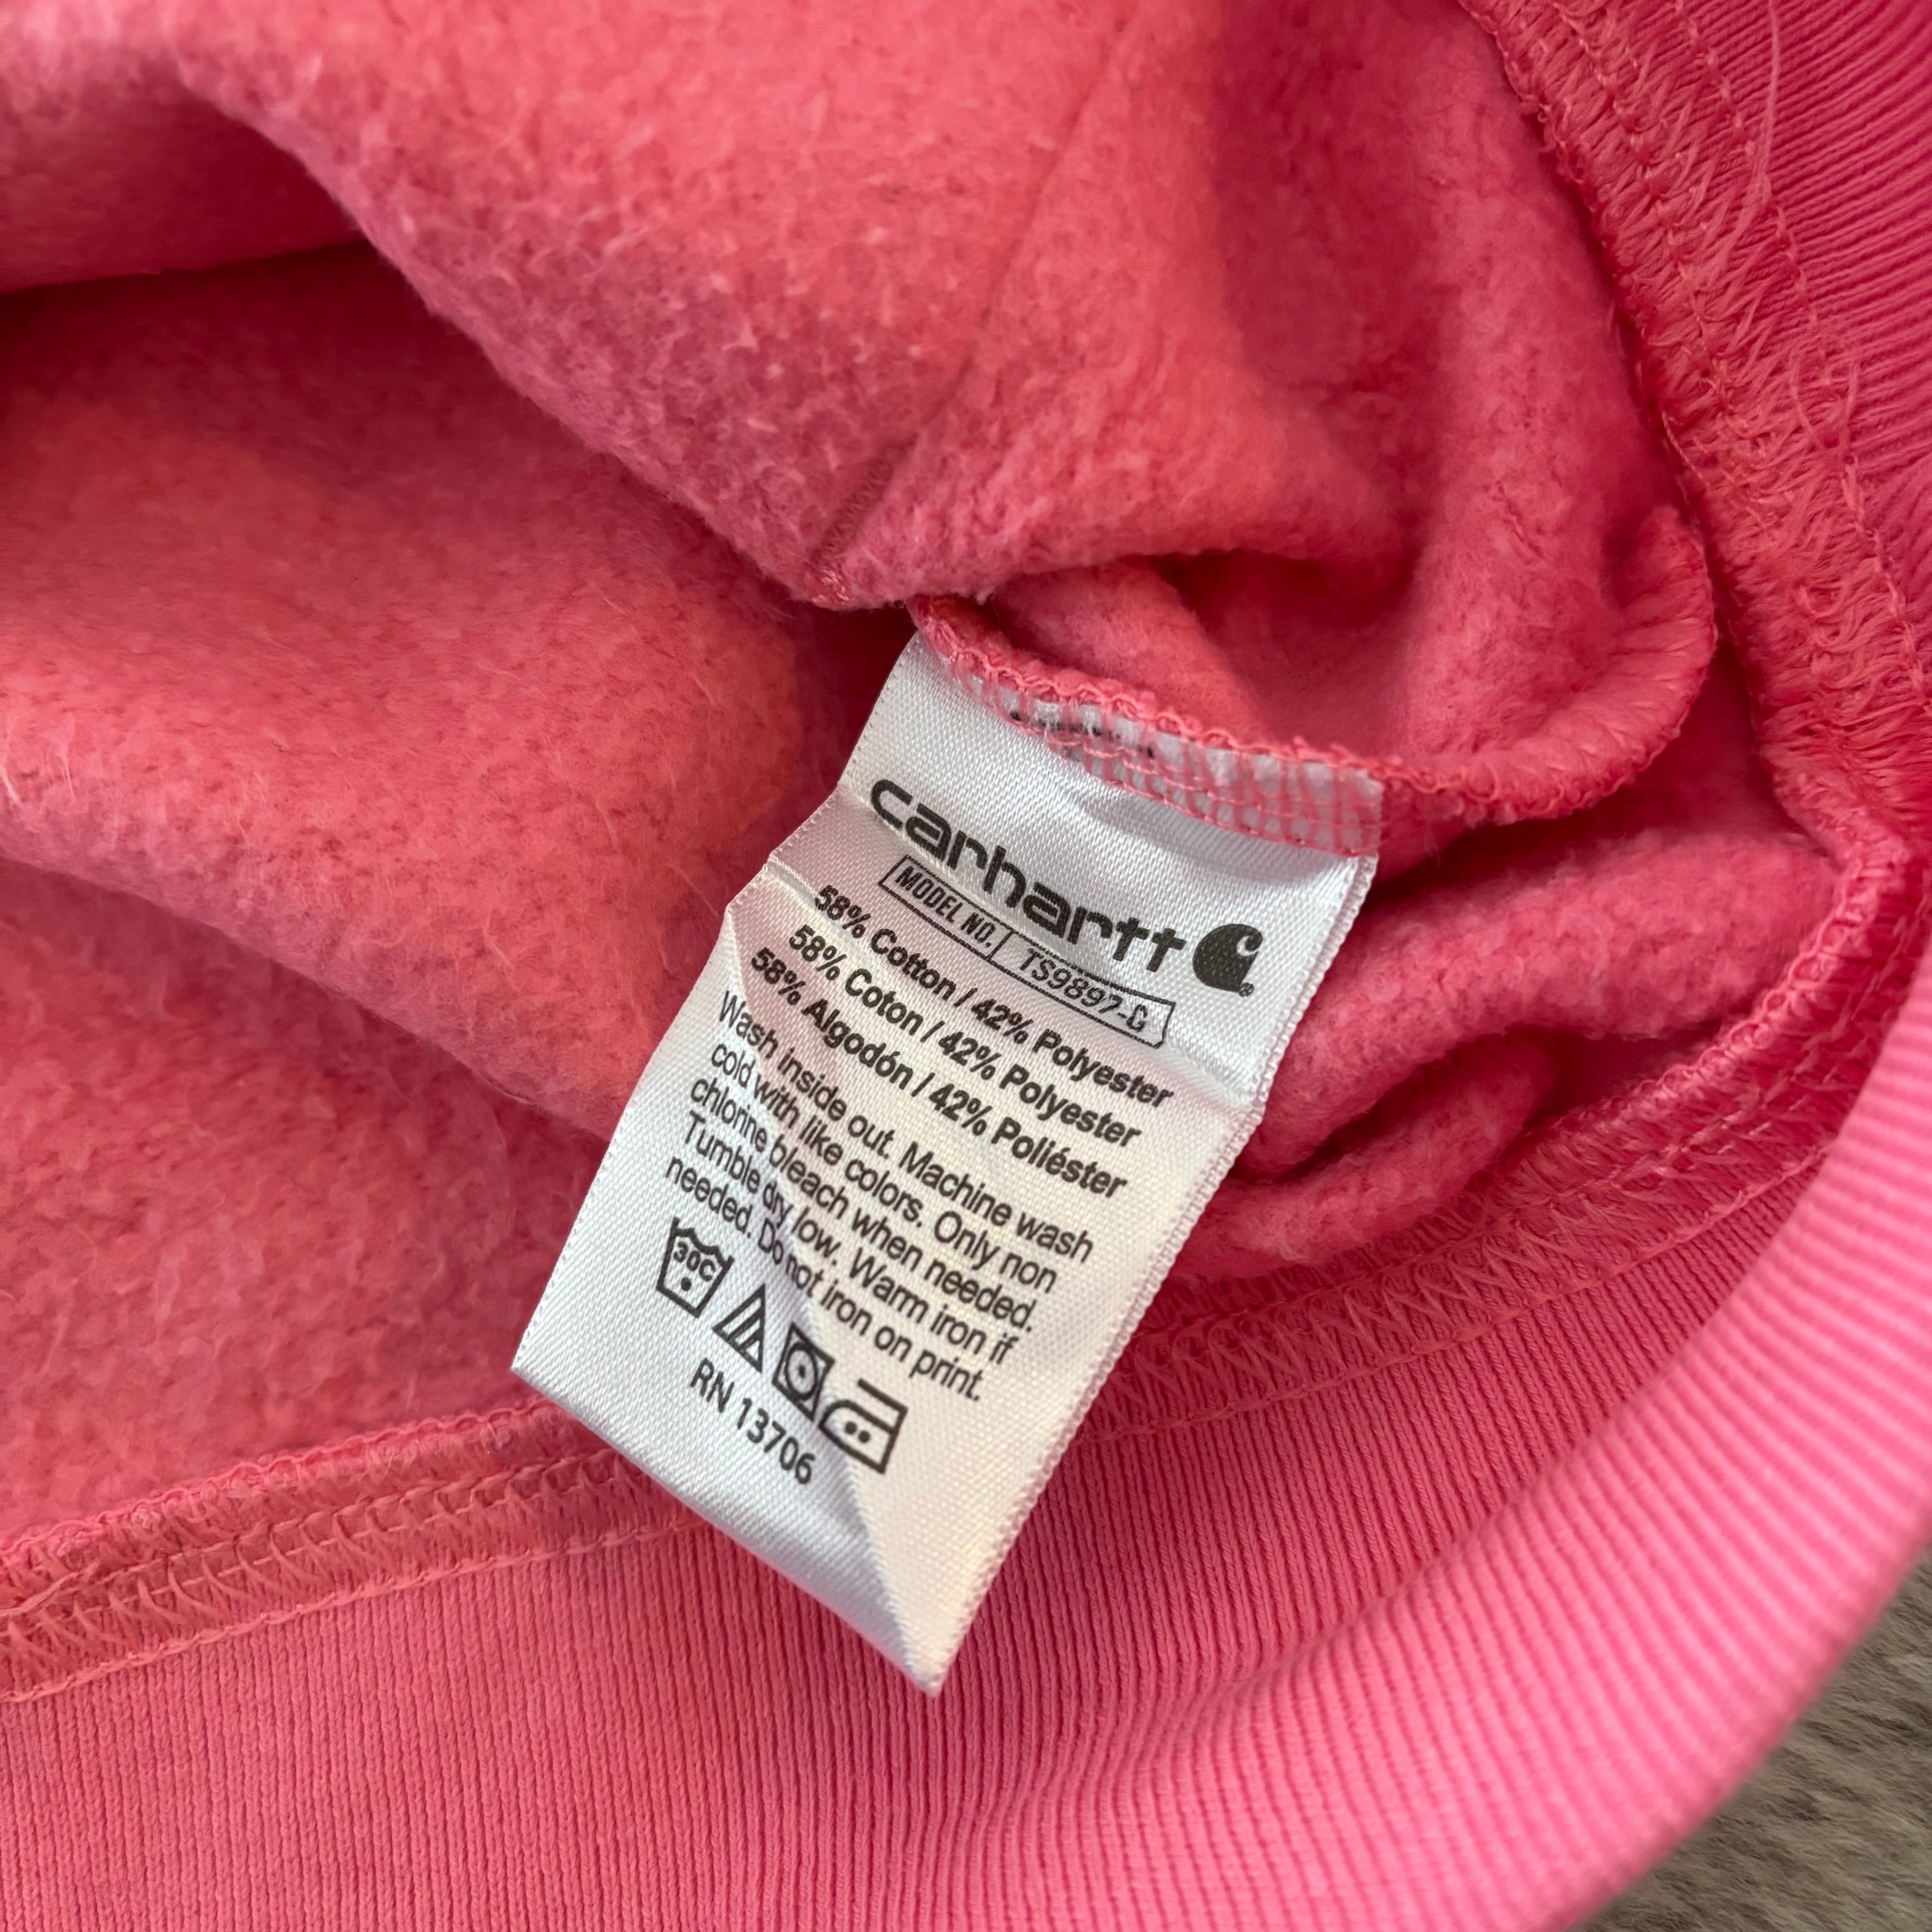 carhartt
MODEL NO. TS9897-G
58% Cotton / 42% Polyester
58% Coton / 42% Polyester
58% Algodón / 42% Poliéster
Wash inside out. Machine wash
cold with like colors. Only non
chlorine bleach when needed.
Tumble dry low. Warm iron if
needed. Do not iron on print.
30C
RN 13706